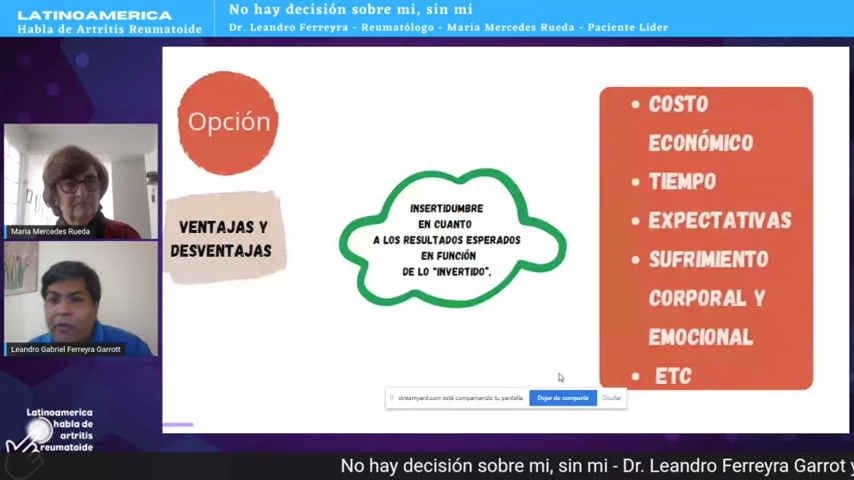 LATINOAMERICA
Habla de Artritis Reumatoide
No hay decisión sobre mi, sin mi
Dr. Leandro Ferreyra - Reumatólogo - Maria Mercedes Rueda - Paciente Líder
Maria Mercedes Rueda
Leandro Gabriel Ferreyra Garrott
Opción
VENTAJAS Y
DESVENTAJAS
INSERTIDUMBRE
EN CUANTO
A LOS RESULTADOS ESPERADOS
EN FUNCIÓN
DE LO "INVERTIDO",
COSTO
ECONÓMICO
TIEMPO
EXPECTATIVAS
SUFRIMIENTO
CORPORAL Y
EMOCIONAL
ETC
streamyard.com está compartiendo tu pantalla.
Dejar de compartir
Ocultar
Latinoamerica
habla de
artritis
reumatoide
No hay decisión sobre mi, sin mi - Dr. Leandro Ferreyra Garrot y